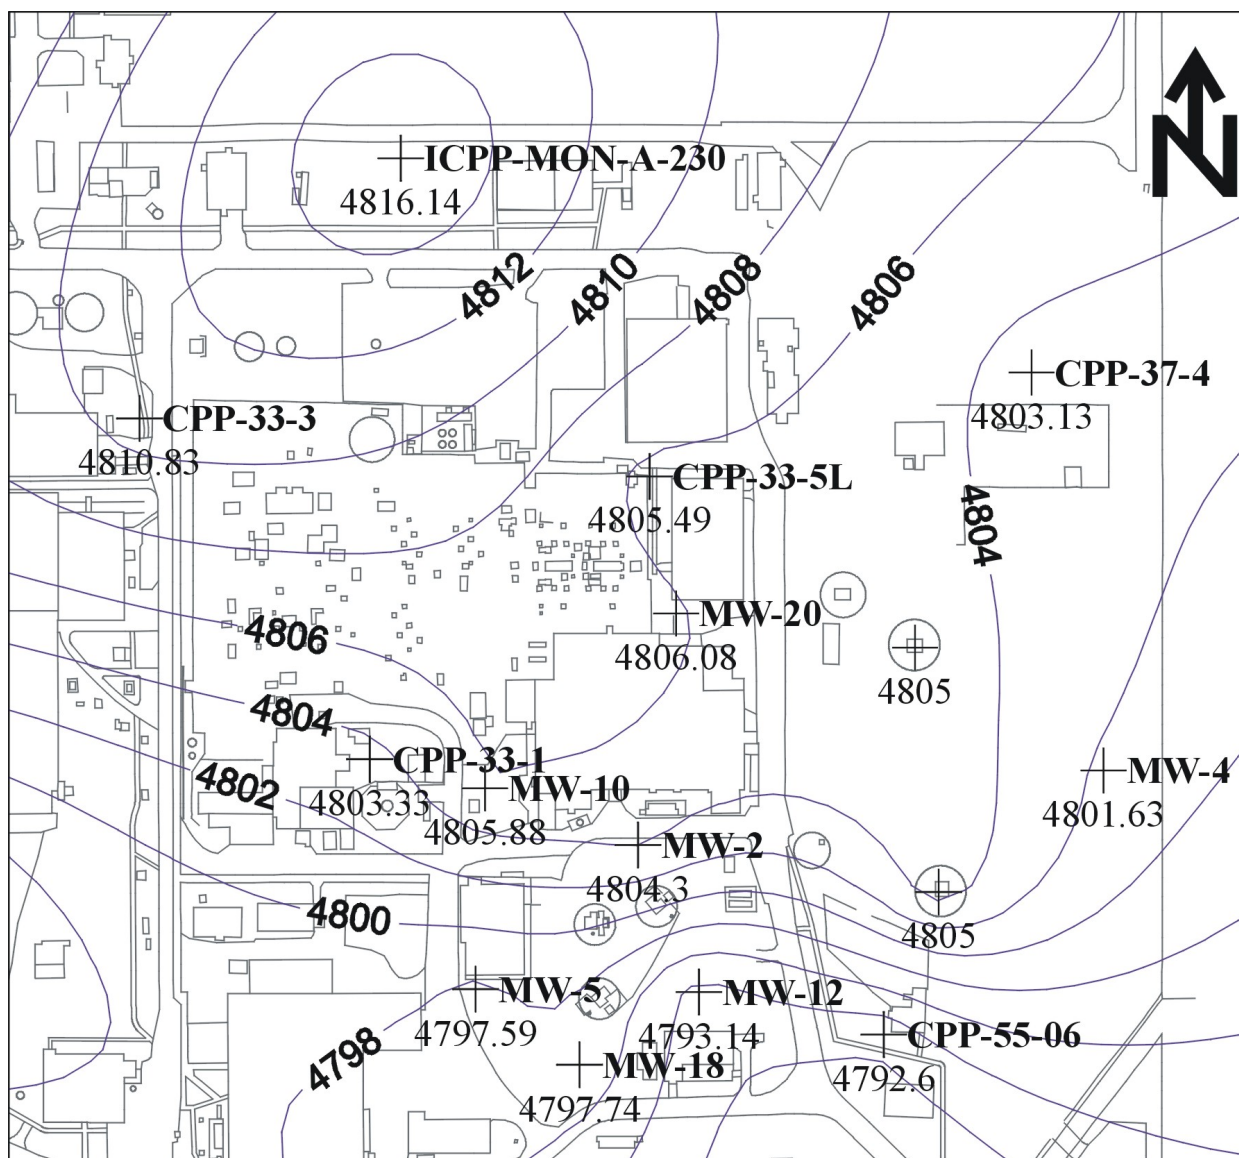 N
ICPP-MON-A-230
4816.14
4812
4810
4808
4806
CPP-37-4
4803.13
CPP-33-3
4810.83
CPP-33-5L
4805.49
4804
MW-20
4806.08
4806
4805
4804
CPP-33-1
4803.33
4802
MW-10
4805.88
MW-4
4801.63
MW-2
4804.3
4800
4805
MW-5
4797.59
MW-12
4793.14
CPP-55-06
4792.6
4798
MW-18
4797.74